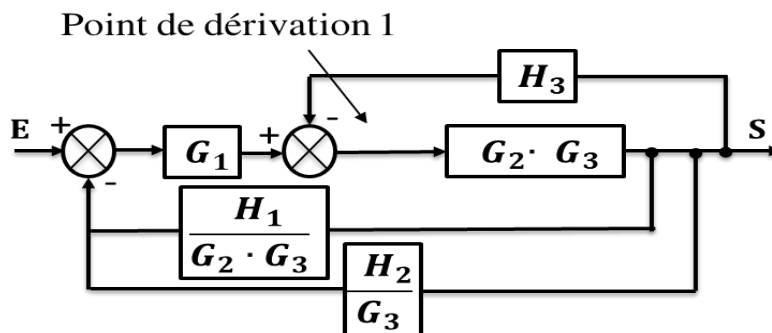 Point de dérivation 1
H₃
E
+
-
G₁
+
-
G₂ · G₃
S
H₁
G₂ · G₃
H₂
G₃